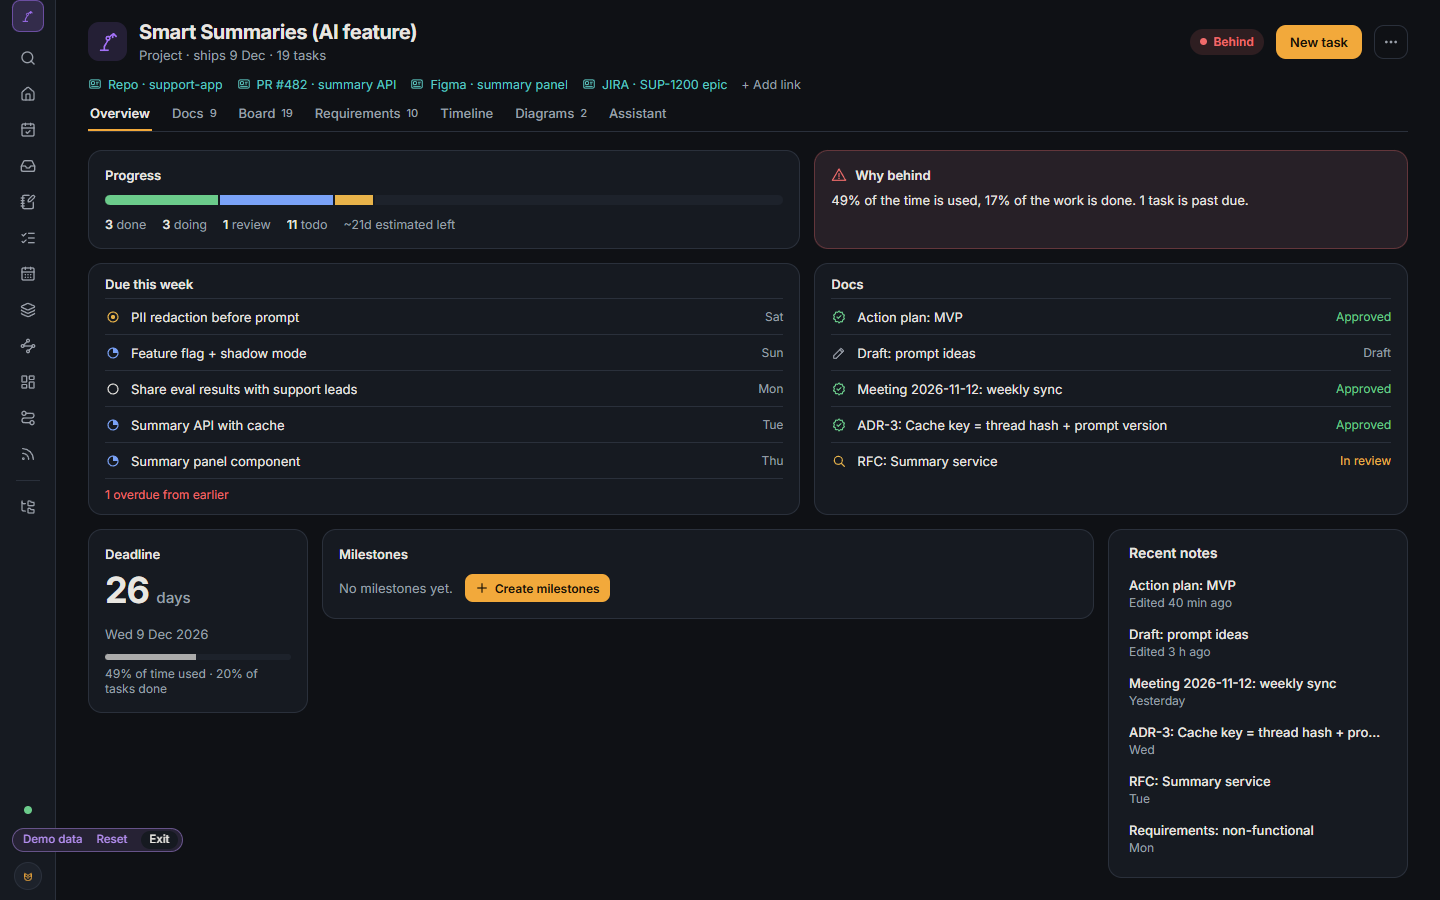 Smart Summaries (AI feature)
Project · ships 9 Dec · 19 tasks
Behind
New task
Repo · support-app
PR #482 · summary API
Figma · summary panel
JIRA · SUP-1200 epic
+ Add link
Overview
Docs 9
Board 19
Requirements 10
Timeline
Diagrams 2
Assistant
Progress
3 done
3 doing
1 review
11 todo
~21d estimated left
Why behind
49% of the time is used, 17% of the work is done. 1 task is past due.
Due this week
PII redaction before prompt
Sat
Feature flag + shadow mode
Sun
Share eval results with support leads
Mon
Summary API with cache
Tue
Summary panel component
Thu
1 overdue from earlier
Docs
Action plan: MVP
Approved
Draft: prompt ideas
Draft
Meeting 2026-11-12: weekly sync
Approved
ADR-3: Cache key = thread hash + prompt version
Approved
RFC: Summary service
In review
Deadline
26 days
Wed 9 Dec 2026
49% of time used · 20% of
tasks done
Milestones
No milestones yet.
+ Create milestones
Recent notes
Action plan: MVP
Edited 40 min ago
Draft: prompt ideas
Edited 3 h ago
Meeting 2026-11-12: weekly sync
Yesterday
ADR-3: Cache key = thread hash + pro...
Wed
RFC: Summary service
Tue
Requirements: non-functional
Mon
Demo data
Reset
Exit